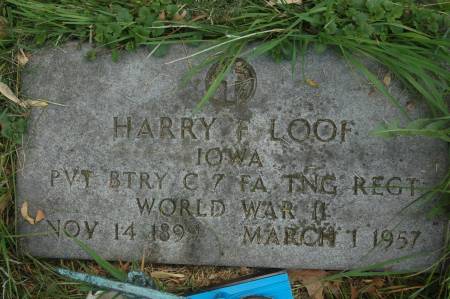 L
HARRY F LOOF
IOWA
PVT BTRY C 7 FA TNG REGT
WORLD WAR II
NOV 14 MARCH 1 1957